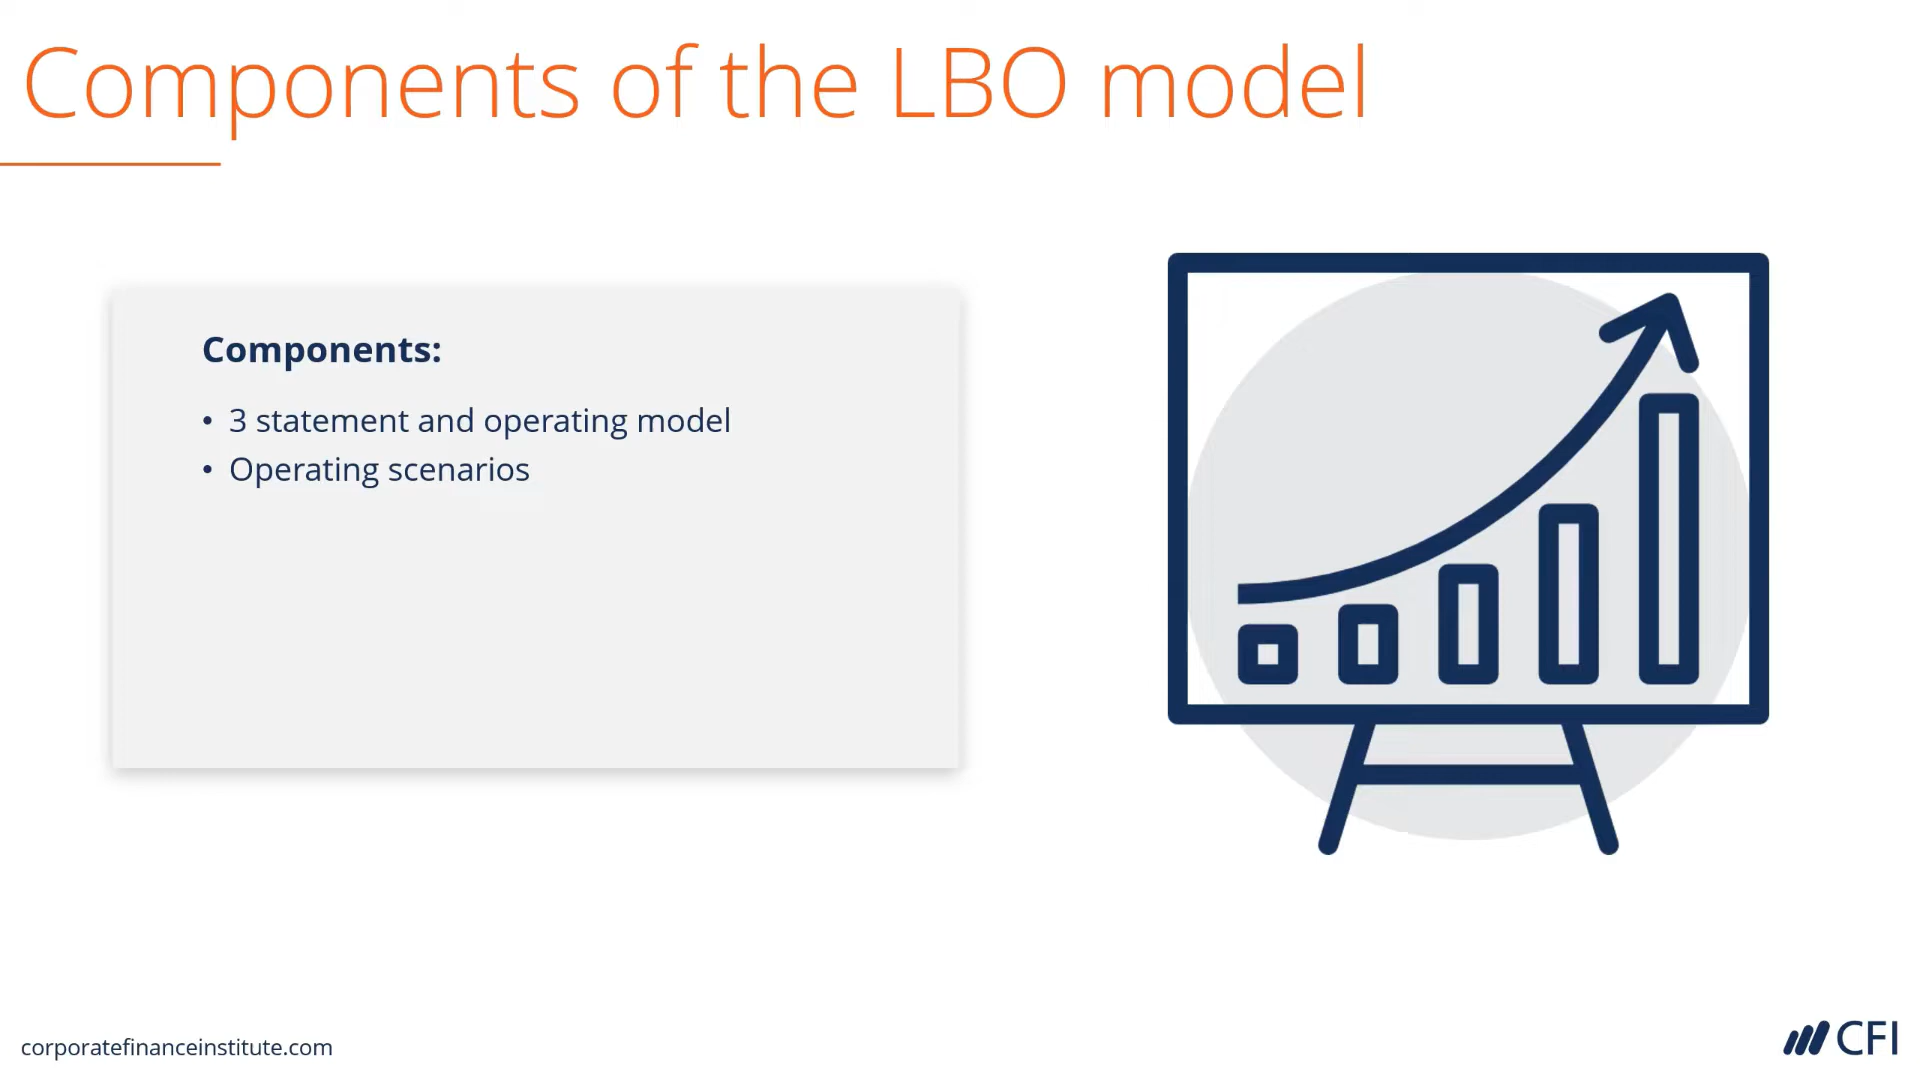 Components of the LBO model
Components:
• 3 statement and operating model
• Operating scenarios
corporatefinanceinstitute.com
CFI